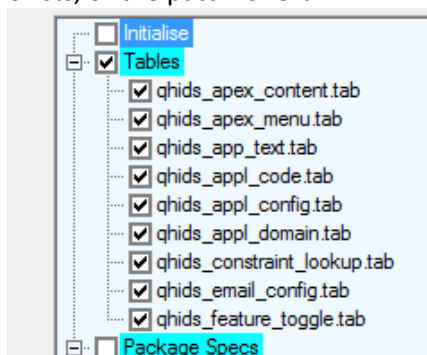 Initialise
Tables
qhids_apex_content.tab
qhids_apex_menu.tab
qhids_app_text.tab
qhids_appl_code.tab
qhids_appl_config.tab
qhids_appl_domain.tab
qhids_constraint_lookup.tab
qhids_email_config.tab
qhids_feature_toggle.tab
Package Specs